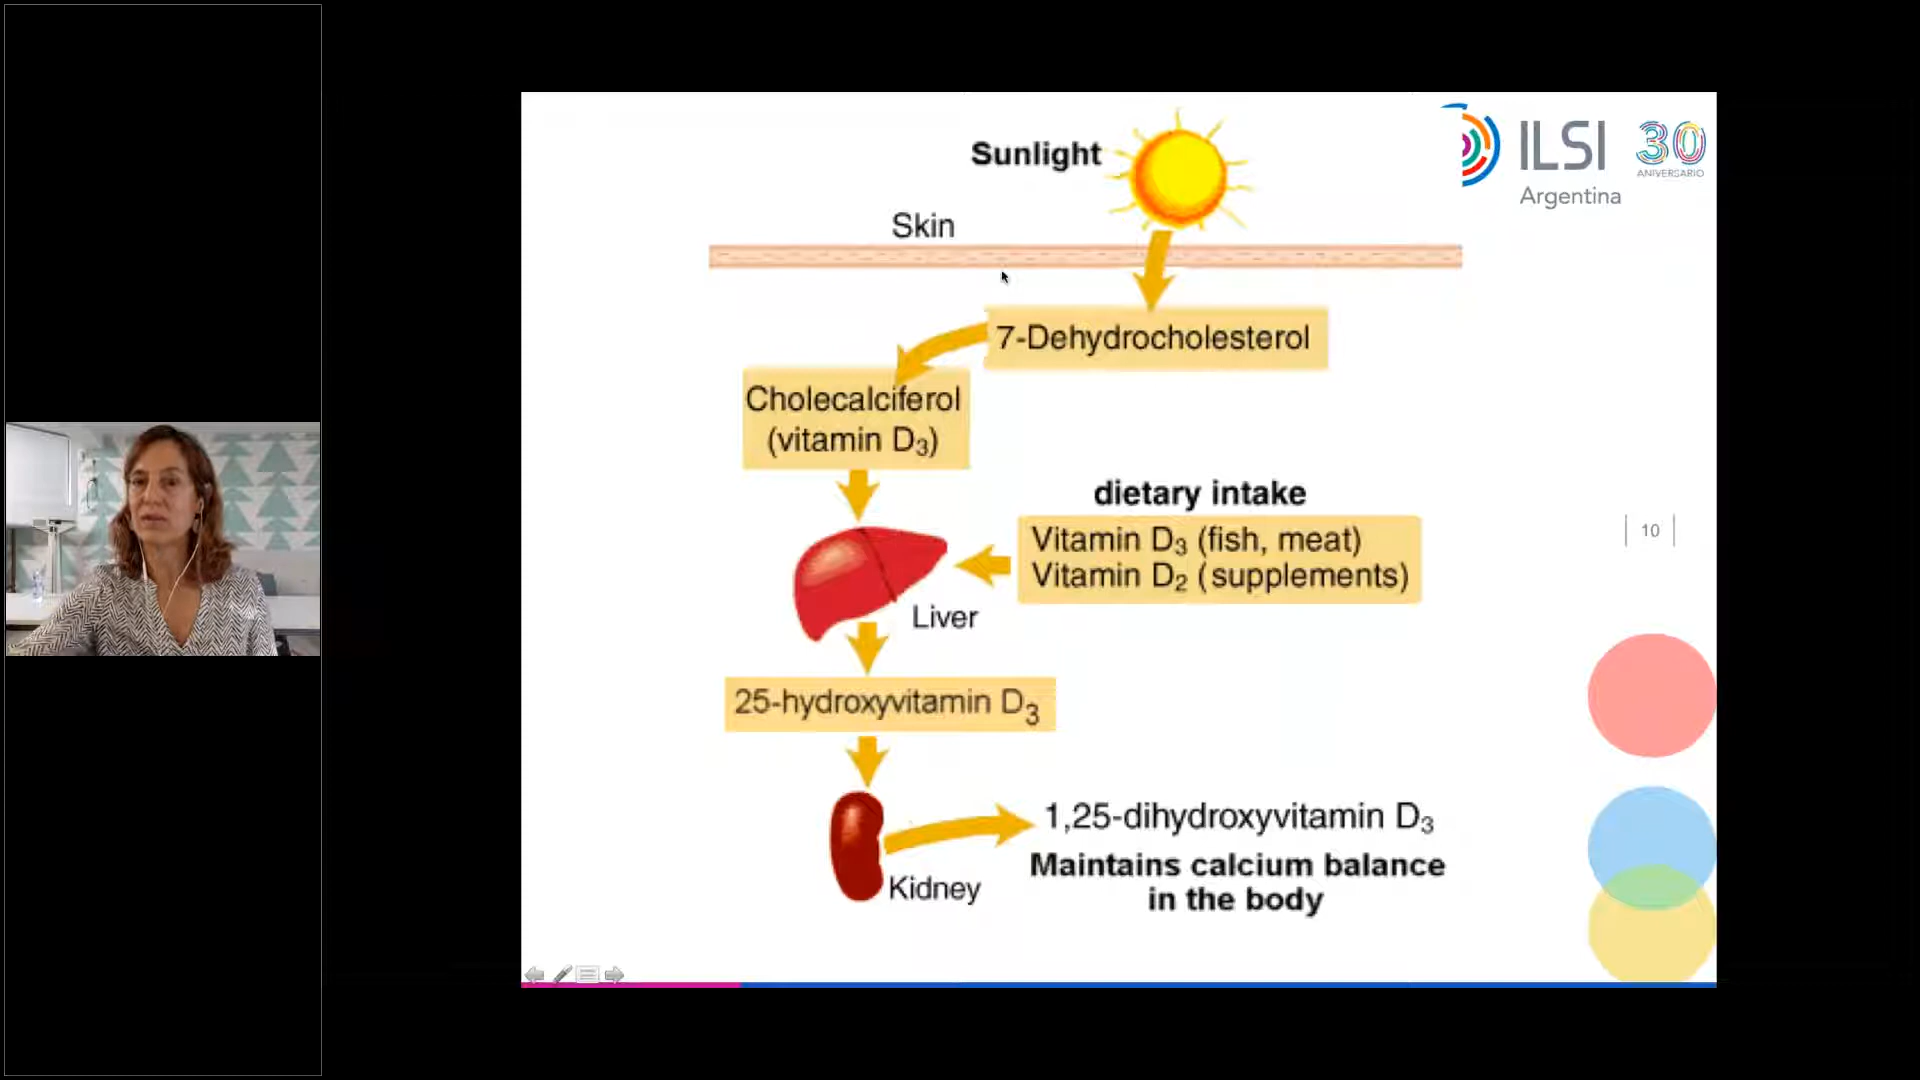 Sunlight
ILSI
Argentina
30
ANIVERSARIO
Skin
7-Dehydrocholesterol
Cholecalciferol
(vitamin D₃)
dietary intake
Vitamin D₃ (fish, meat)
Vitamin D₂ (supplements)
Liver
10
25-hydroxyvitamin D₃
1,25-dihydroxyvitamin D₃
Maintains calcium balance
in the body
Kidney